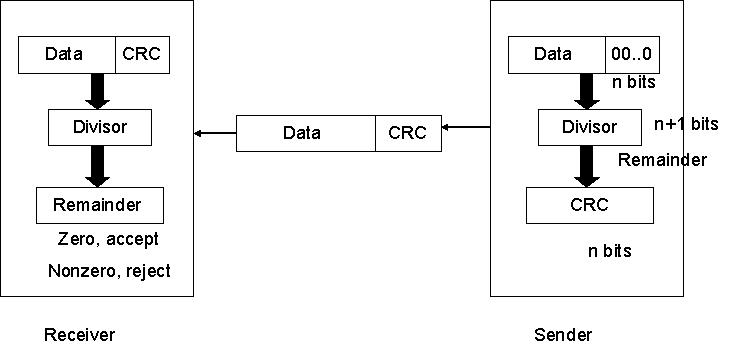 Data CRC
Divisor
Remainder
Zero, accept
Nonzero, reject
Receiver
Data CRC
Data 00..0
n bits
Divisor
n+1 bits
Remainder
CRC
n bits
Sender